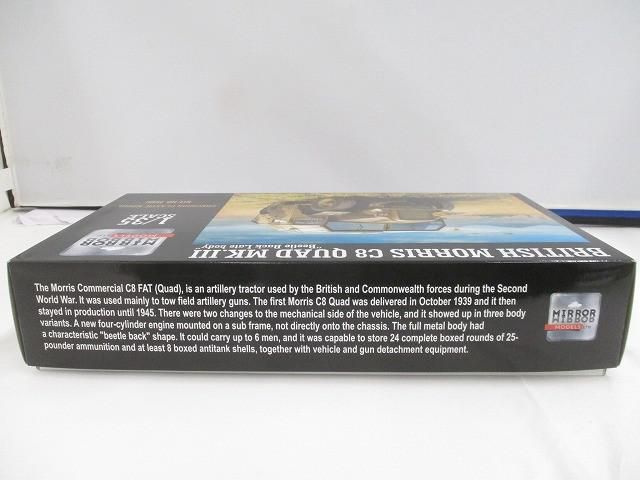 BRITISH MORRIS C8 QUAD MK.III
"Beetle Back Late body"
1/35
SCALE
MIRROR
MODELS
The Morris Commercial C8 FAT (Quad), is an artillery tractor used by the British and Commonwealth forces during the Second
World War. It was used mainly to tow field artillery guns. The first Morris C8 Quad was delivered in October 1939 and it then
stayed in production until 1945. There were two changes to the mechanical side of the vehicle, and it showed up in three body
variants. A new four-cylinder engine mounted on a sub frame, not directly onto the chassis. The full metal body had
a characteristic "beetle back" shape. It could carry up to 6 men, and it was capable to store 24 complete boxed rounds of 25-
pounder ammunition and at least 8 boxed antitank shells, together with vehicle and gun detachment equipment.
MIRROR
MODELS